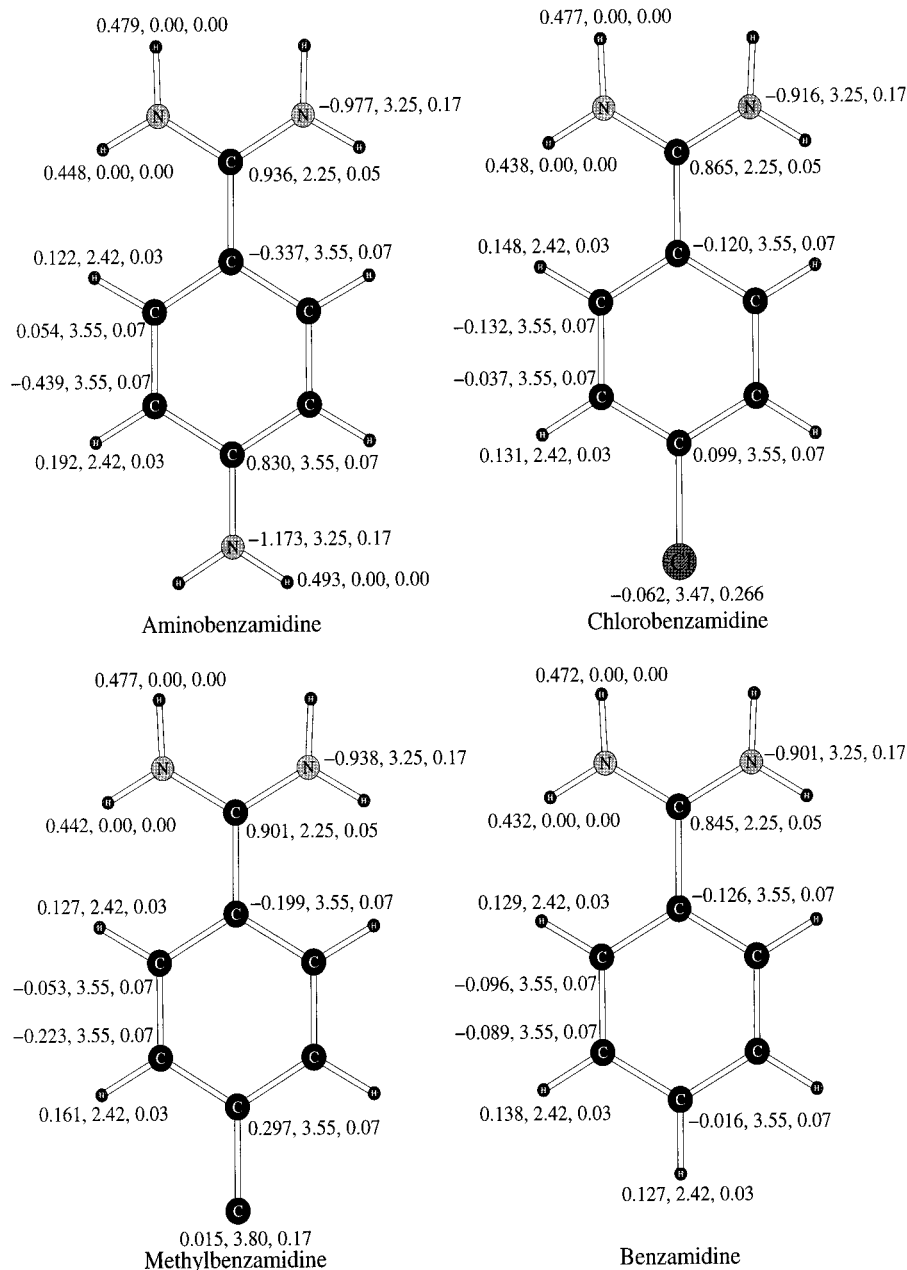 0.479, 0.00, 0.00
H
H
N
N
−0.977, 3.25, 0.17
H
H
0.448, 0.00, 0.00
C
0.936, 2.25, 0.05
0.122, 2.42, 0.03
C
−0.337, 3.55, 0.07
H
H
C
C
0.054, 3.55, 0.07
−0.439, 3.55, 0.07
C
C
H
H
0.192, 2.42, 0.03
C
0.830, 3.55, 0.07
N
−1.173, 3.25, 0.17
H
H
0.493, 0.00, 0.00
Aminobenzamidine
0.477, 0.00, 0.00
H
H
N
N
−0.916, 3.25, 0.17
H
H
0.438, 0.00, 0.00
C
0.865, 2.25, 0.05
0.148, 2.42, 0.03
C
−0.120, 3.55, 0.07
H
H
C
C
−0.132, 3.55, 0.07
−0.037, 3.55, 0.07
C
C
H
H
0.131, 2.42, 0.03
C
0.099, 3.55, 0.07
Cl
−0.062, 3.47, 0.266
Chlorobenzamidine
0.477, 0.00, 0.00
H
H
N
N
−0.938, 3.25, 0.17
H
H
0.442, 0.00, 0.00
C
0.901, 2.25, 0.05
0.127, 2.42, 0.03
C
−0.199, 3.55, 0.07
H
H
C
C
−0.053, 3.55, 0.07
−0.223, 3.55, 0.07
C
C
H
H
0.161, 2.42, 0.03
C
0.297, 3.55, 0.07
C
0.015, 3.80, 0.17
Methylbenzamidine
0.472, 0.00, 0.00
H
H
N
N
−0.901, 3.25, 0.17
H
H
0.432, 0.00, 0.00
C
0.845, 2.25, 0.05
0.129, 2.42, 0.03
C
−0.126, 3.55, 0.07
H
H
C
C
−0.096, 3.55, 0.07
−0.089, 3.55, 0.07
C
C
H
H
0.138, 2.42, 0.03
C
−0.016, 3.55, 0.07
H
0.127, 2.42, 0.03
Benzamidine